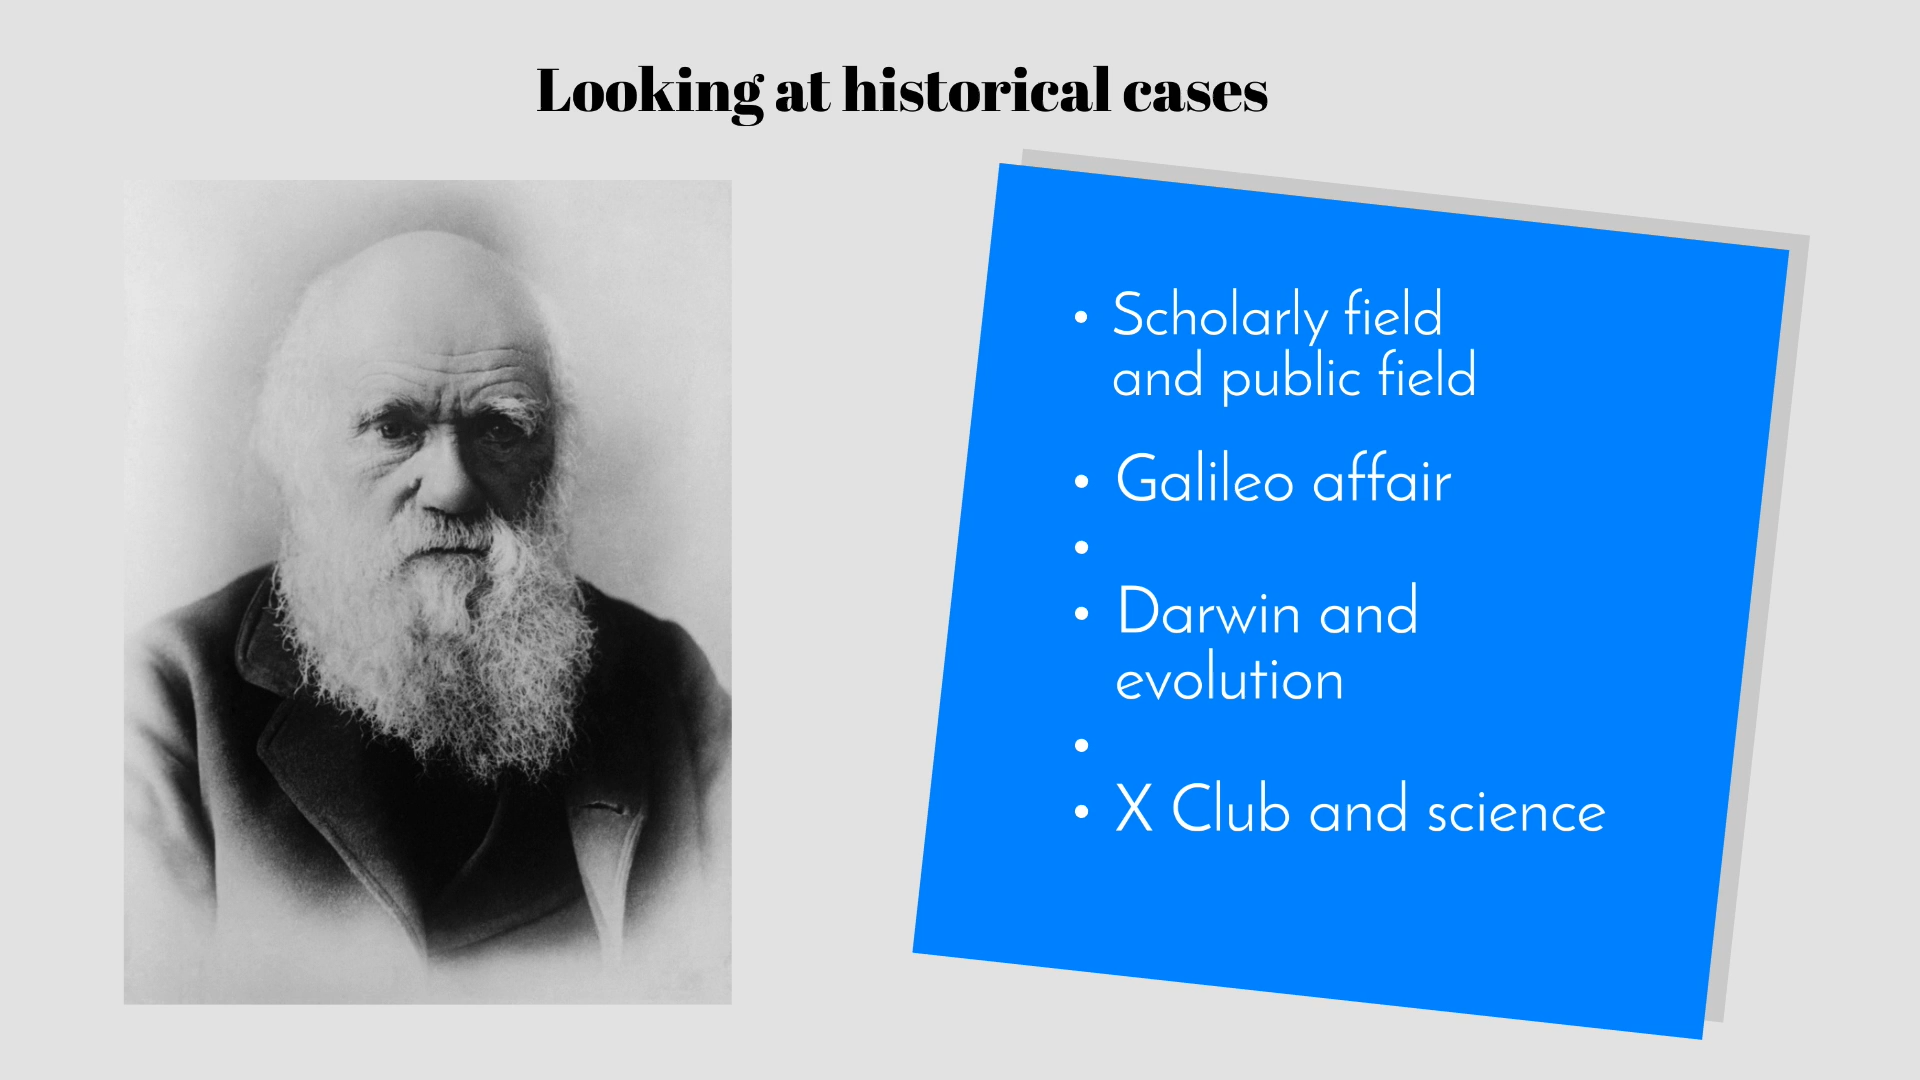 Looking at historical cases
• Scholarly field
and public field
• Galileo affair
•
• Darwin and
evolution
•
• X Club and science